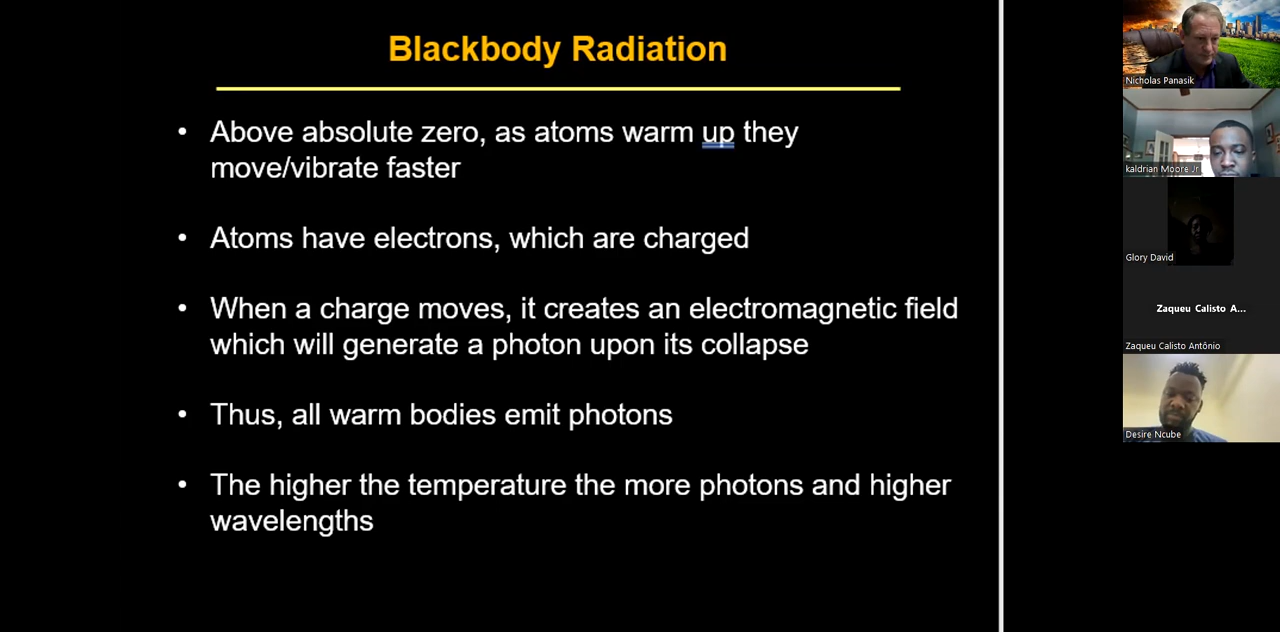 Blackbody Radiation
• Above absolute zero, as atoms warm up they
move/vibrate faster
• Atoms have electrons, which are charged
• When a charge moves, it creates an electromagnetic field
which will generate a photon upon its collapse
• Thus, all warm bodies emit photons
• The higher the temperature the more photons and higher
wavelengths
Nicholas Panasik
kaldrian Moore Jr
Glory David
Zaqueu Calisto A...
Zaqueu Calisto Antônio
Desire Ncube